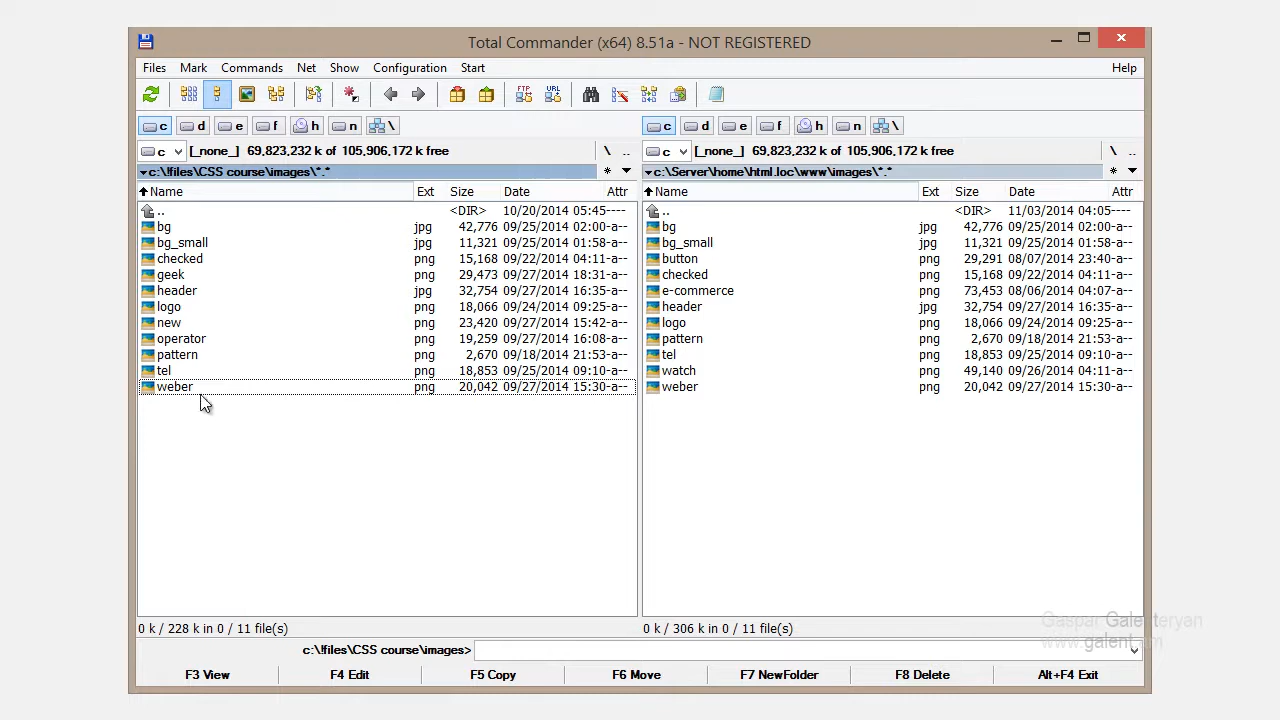 Total Commander (x64) 8.51a - NOT REGISTERED
Files Mark Commands Net Show Configuration Start Help
FTP URL
c d e f h n \ c d e f h n \
c [_none_] 69,823,232 k of 105,906,172 k free \ .. c [_none_] 69,823,232 k of 105,906,172 k free \ ..
c:\!files\CSS course\images\*.* * c:\Server\home\html.loc\www\images\*.* *
Name Ext Size Date Attr Name Ext Size Date Attr
.. <DIR> 10/20/2014 05:45---- .. <DIR> 11/03/2014 04:05----
bg jpg 42,776 09/25/2014 02:00-a-- bg jpg 42,776 09/25/2014 02:00-a--
bg_small jpg 11,321 09/25/2014 01:58-a-- bg_small jpg 11,321 09/25/2014 01:58-a--
checked png 15,168 09/22/2014 04:11-a-- button png 29,291 08/07/2014 23:40-a--
geek png 29,473 09/27/2014 18:31-a-- checked png 15,168 09/22/2014 04:11-a--
header jpg 32,754 09/27/2014 16:35-a-- e-commerce png 73,453 08/06/2014 04:07-a--
logo png 18,066 09/24/2014 09:25-a-- header jpg 32,754 09/27/2014 16:35-a--
new png 23,420 09/27/2014 15:42-a-- logo png 18,066 09/24/2014 09:25-a--
operator png 19,259 09/27/2014 16:08-a-- pattern png 2,670 09/18/2014 21:53-a--
pattern png 2,670 09/18/2014 21:53-a-- tel png 18,853 09/25/2014 09:10-a--
tel png 18,853 09/25/2014 09:10-a-- watch png 49,140 09/26/2014 04:11-a--
weber png 20,042 09/27/2014 15:30-a-- weber png 20,042 09/27/2014 15:30-a--
Gaspar Galesteryan
0 k / 228 k in 0 / 11 file(s) 0 k / 306 k in 0 / 11 file(s)
www.galent.am
c:\!files\CSS course\images>
F3 View F4 Edit F5 Copy F6 Move F7 NewFolder F8 Delete Alt+F4 Exit